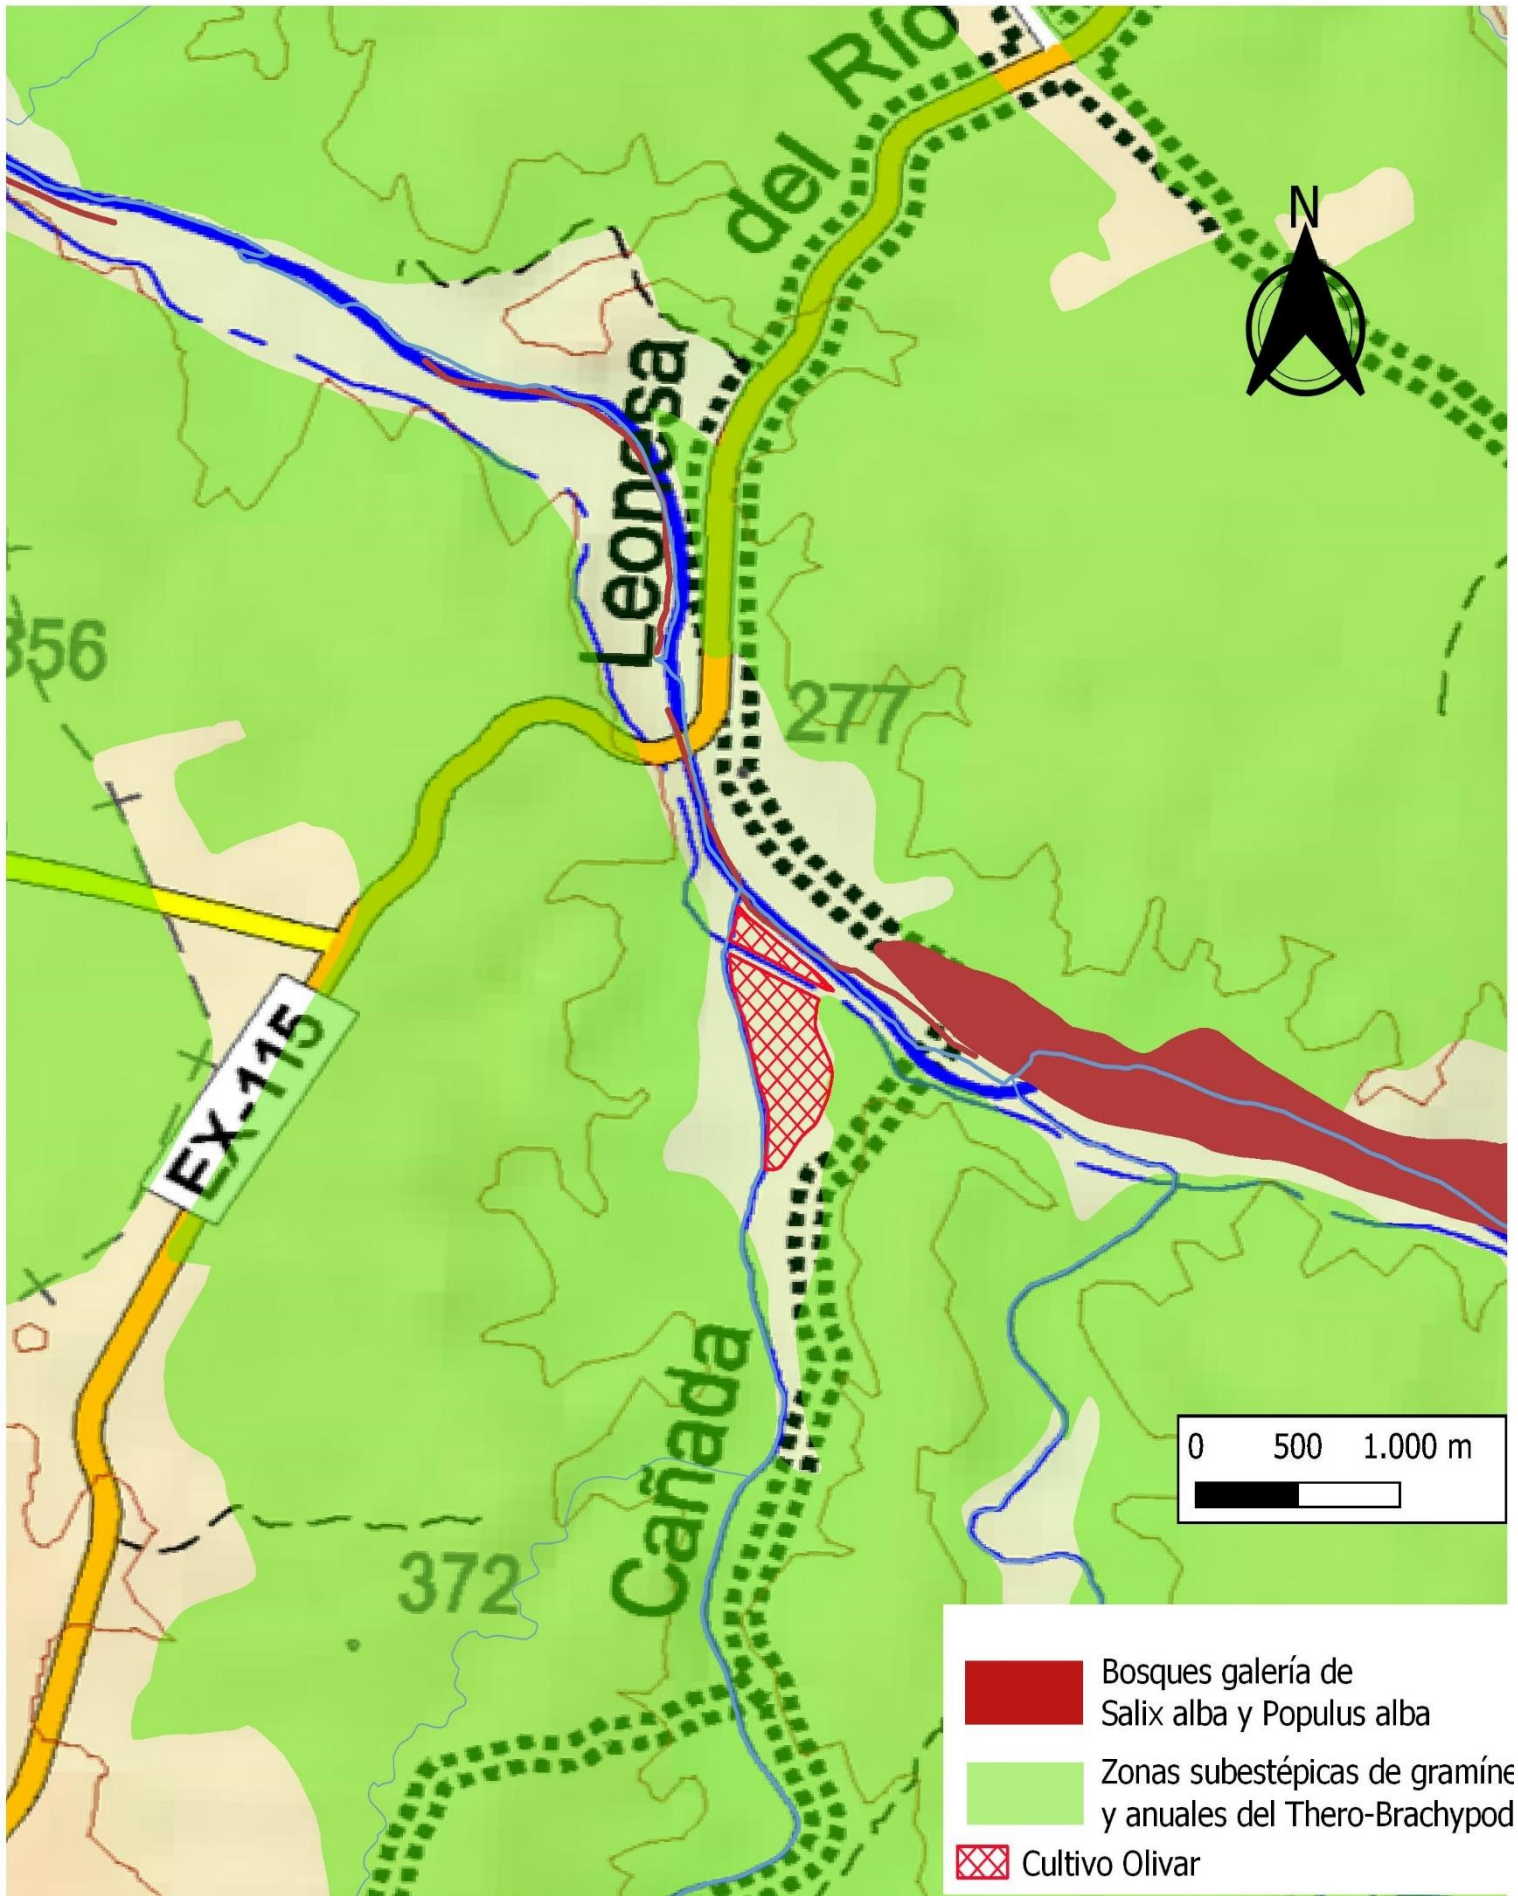 del Río
N
Leonesa
356
277
EX-115
Cañada
372
0 500 1.000 m
Bosques galería de
Salix alba y Populus alba
Zonas subestépicas de gramíne
y anuales del Thero-Brachypod
Cultivo Olivar